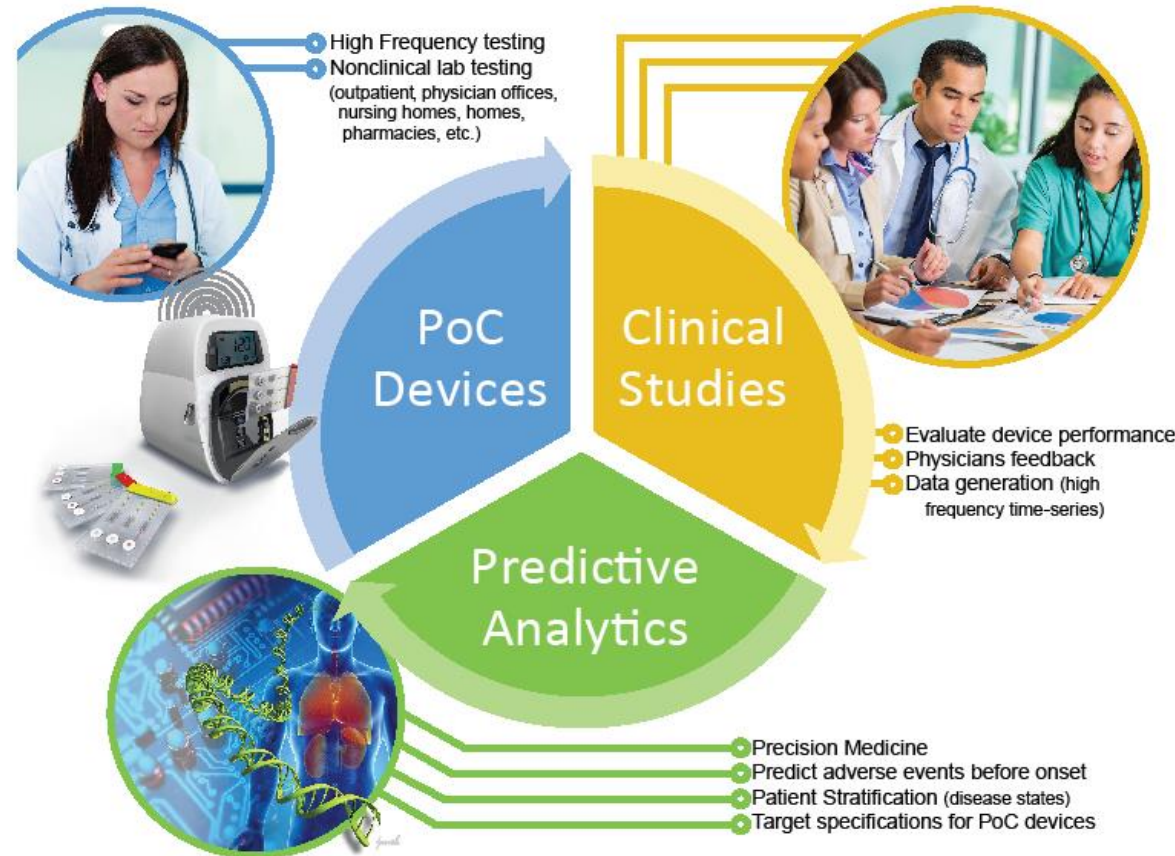 High Frequency testing
Nonclinical lab testing
(outpatient, physician offices,
nursing homes, homes,
pharmacies, etc.)
PoC
Devices
Clinical
Studies
Evaluate device performance
Physicians feedback
Data generation (high
frequency time-series)
Predictive
Analytics
Precision Medicine
Predict adverse events before onset
Patient Stratification (disease states)
Target specifications for PoC devices